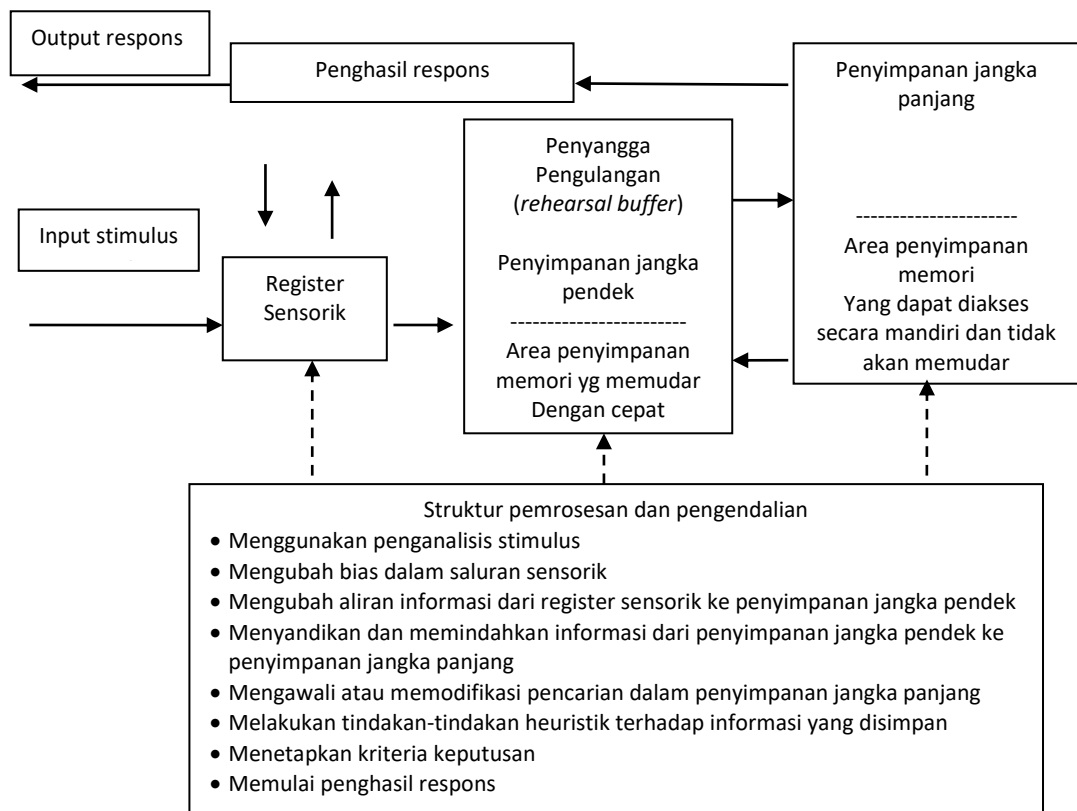 Output respons
Penghasil respons
Penyimpanan jangka
panjang
-----------------------
Area penyimpanan
memori
Yang dapat diakses
secara mandiri dan tidak
akan memudar
Penyangga
Pengulangan
(rehearsal buffer)
Penyimpanan jangka
pendek
------------------------
Area penyimpanan
memori yg memudar
Dengan cepat
Input stimulus
Register
Sensorik
Struktur pemrosesan dan pengendalian
• Menggunakan penganalisis stimulus
• Mengubah bias dalam saluran sensorik
• Mengubah aliran informasi dari register sensorik ke penyimpanan jangka pendek
• Menyandikan dan memindahkan informasi dari penyimpanan jangka pendek ke
penyimpanan jangka panjang
• Mengawali atau memodifikasi pencarian dalam penyimpanan jangka panjang
• Melakukan tindakan-tindakan heuristik terhadap informasi yang disimpan
• Menetapkan kriteria keputusan
• Memulai penghasil respons